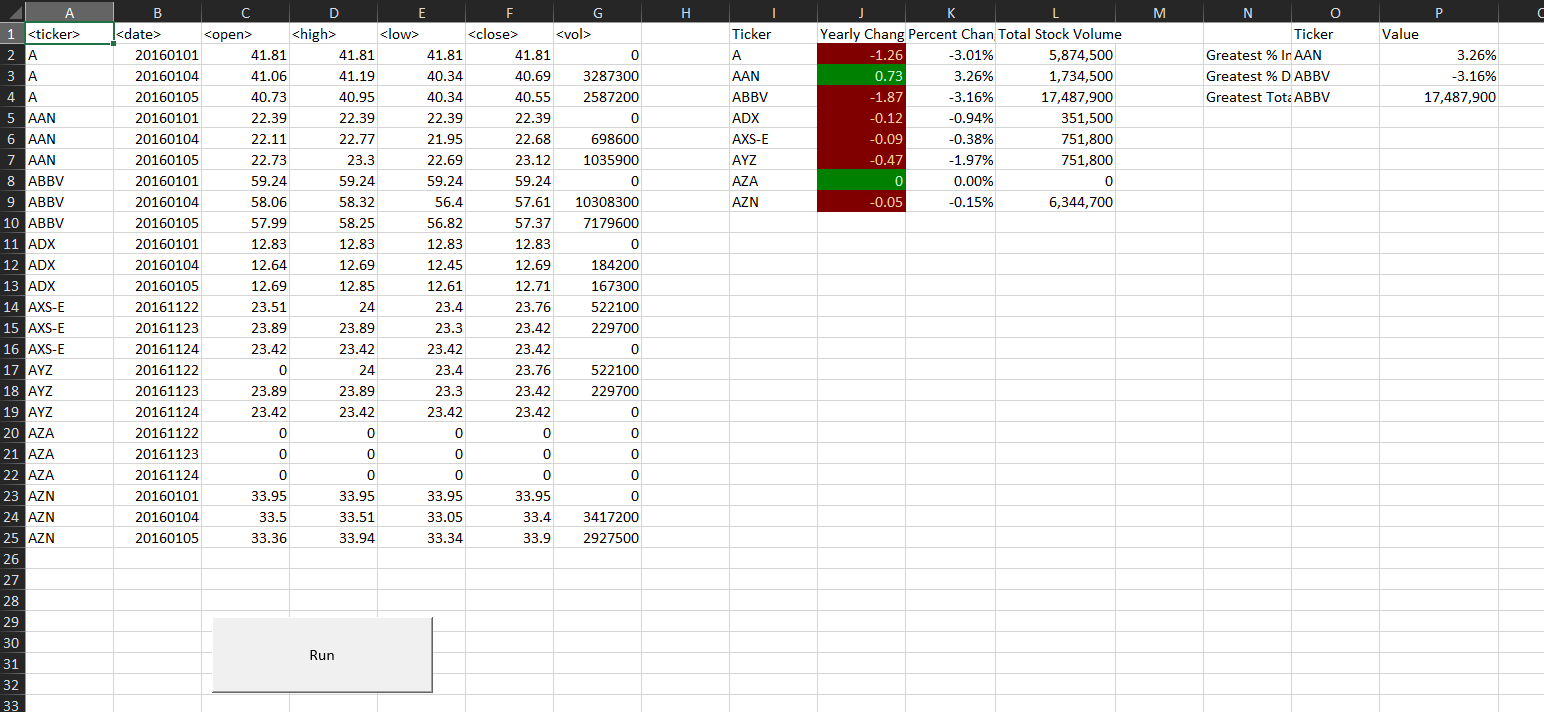 A B C D E F G H I J K L M N O P
1 <ticker> <date> <open> <high> <low> <close> <vol> Ticker Yearly Chang Percent Chan Total Stock Volume Ticker Value
2 A 20160101 41.81 41.81 41.81 41.81 0 A -1.26 -3.01% 5,874,500 Greatest % In AAN 3.26%
3 A 20160104 41.06 41.19 40.34 40.69 3287300 AAN 0.73 3.26% 1,734,500 Greatest % D ABBV -3.16%
4 A 20160105 40.73 40.95 40.34 40.55 2587200 ABBV -1.87 -3.16% 17,487,900 Greatest Tota ABBV 17,487,900
5 AAN 20160101 22.39 22.39 22.39 22.39 0 ADX -0.12 -0.94% 351,500
6 AAN 20160104 22.11 22.77 21.95 22.68 698600 AXS-E -0.09 -0.38% 751,800
7 AAN 20160105 22.73 23.3 22.69 23.12 1035900 AYZ -0.47 -1.97% 751,800
8 ABBV 20160101 59.24 59.24 59.24 59.24 0 AZA 0 0.00% 0
9 ABBV 20160104 58.06 58.32 56.4 57.61 10308300 AZN -0.05 -0.15% 6,344,700
10 ABBV 20160105 57.99 58.25 56.82 57.37 7179600
11 ADX 20160101 12.83 12.83 12.83 12.83 0
12 ADX 20160104 12.64 12.69 12.45 12.69 184200
13 ADX 20160105 12.69 12.85 12.61 12.71 167300
14 AXS-E 20161122 23.51 24 23.4 23.76 522100
15 AXS-E 20161123 23.89 23.89 23.3 23.42 229700
16 AXS-E 20161124 23.42 23.42 23.42 23.42 0
17 AYZ 20161122 0 24 23.4 23.76 522100
18 AYZ 20161123 23.89 23.89 23.3 23.42 229700
19 AYZ 20161124 23.42 23.42 23.42 23.42 0
20 AZA 20161122 0 0 0 0 0
21 AZA 20161123 0 0 0 0 0
22 AZA 20161124 0 0 0 0 0
23 AZN 20160101 33.95 33.95 33.95 33.95 0
24 AZN 20160104 33.5 33.51 33.05 33.4 3417200
25 AZN 20160105 33.36 33.94 33.34 33.9 2927500
26
27
28
29
30
Run
31
32
33